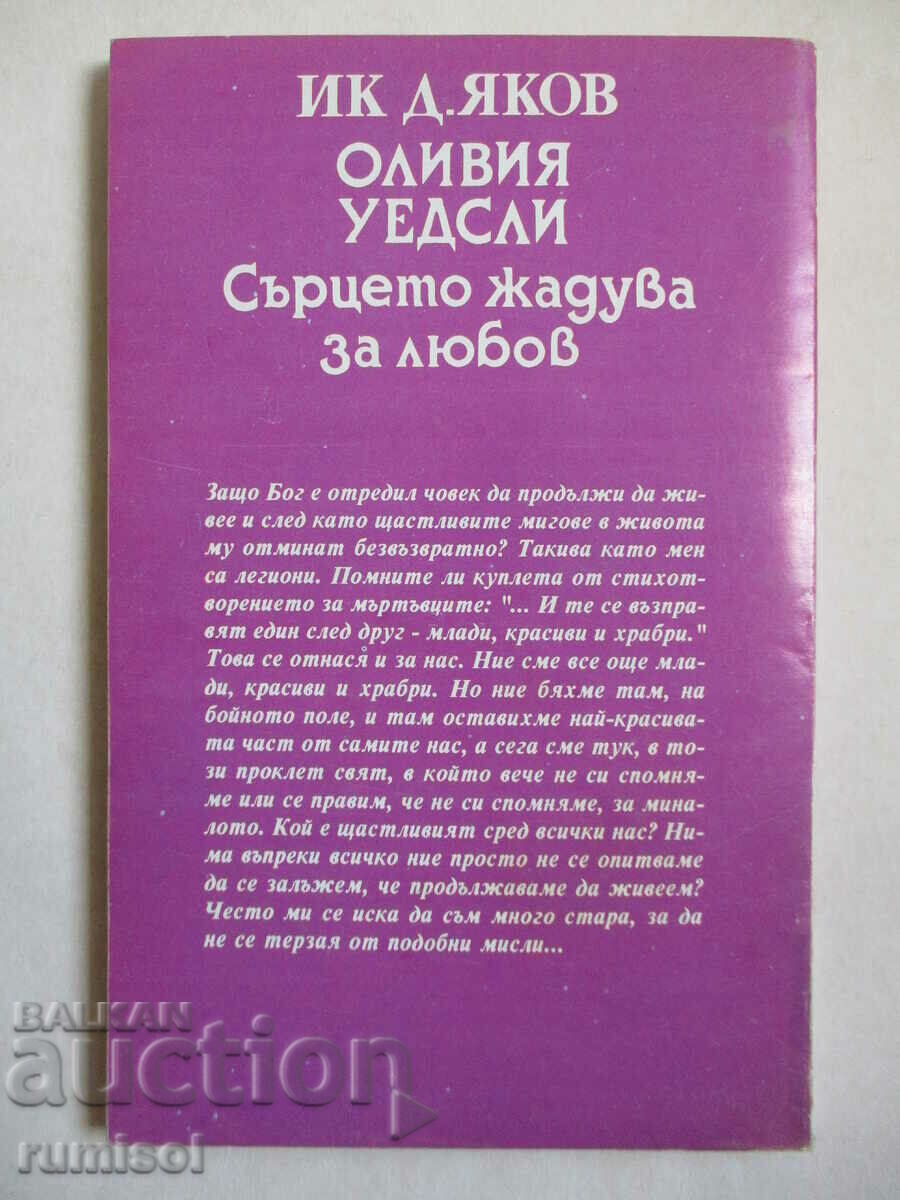 ИК Д.ЯКОВ
ОЛИВИЯ
УЕДСЛИ
Сърцето жадува
за любов
Защо Бог е отредил човек да продължи да жи-
вее и след като щастливите мигове в живота
му отминат безвъзвратно? Такива като мен
са легиони. Помните ли куплета от стихот-
ворението за мъртъвците: "... И те се възпра-
вят един след друг - млади, красиви и храбри."
Това се отнася и за нас. Ние сме все още мла-
ди, красиви и храбри. Но ние бяхме там, на
бойното поле, и там оставихме най-красива-
та част от самите нас, а сега сме тук, в то-
зи проклет свят, в който вече не си спомня-
ме или се правим, че не си спомняме, за мина-
лото. Кой е щастливият сред всички нас? Ни-
ма въпреки всичко ние просто не се опитваме
да се залъжем, че продължаваме да живеем?
Често ми се иска да съм много стара, за да
не се терзая от подобни мисли...
BALKAN
auction
rumisol